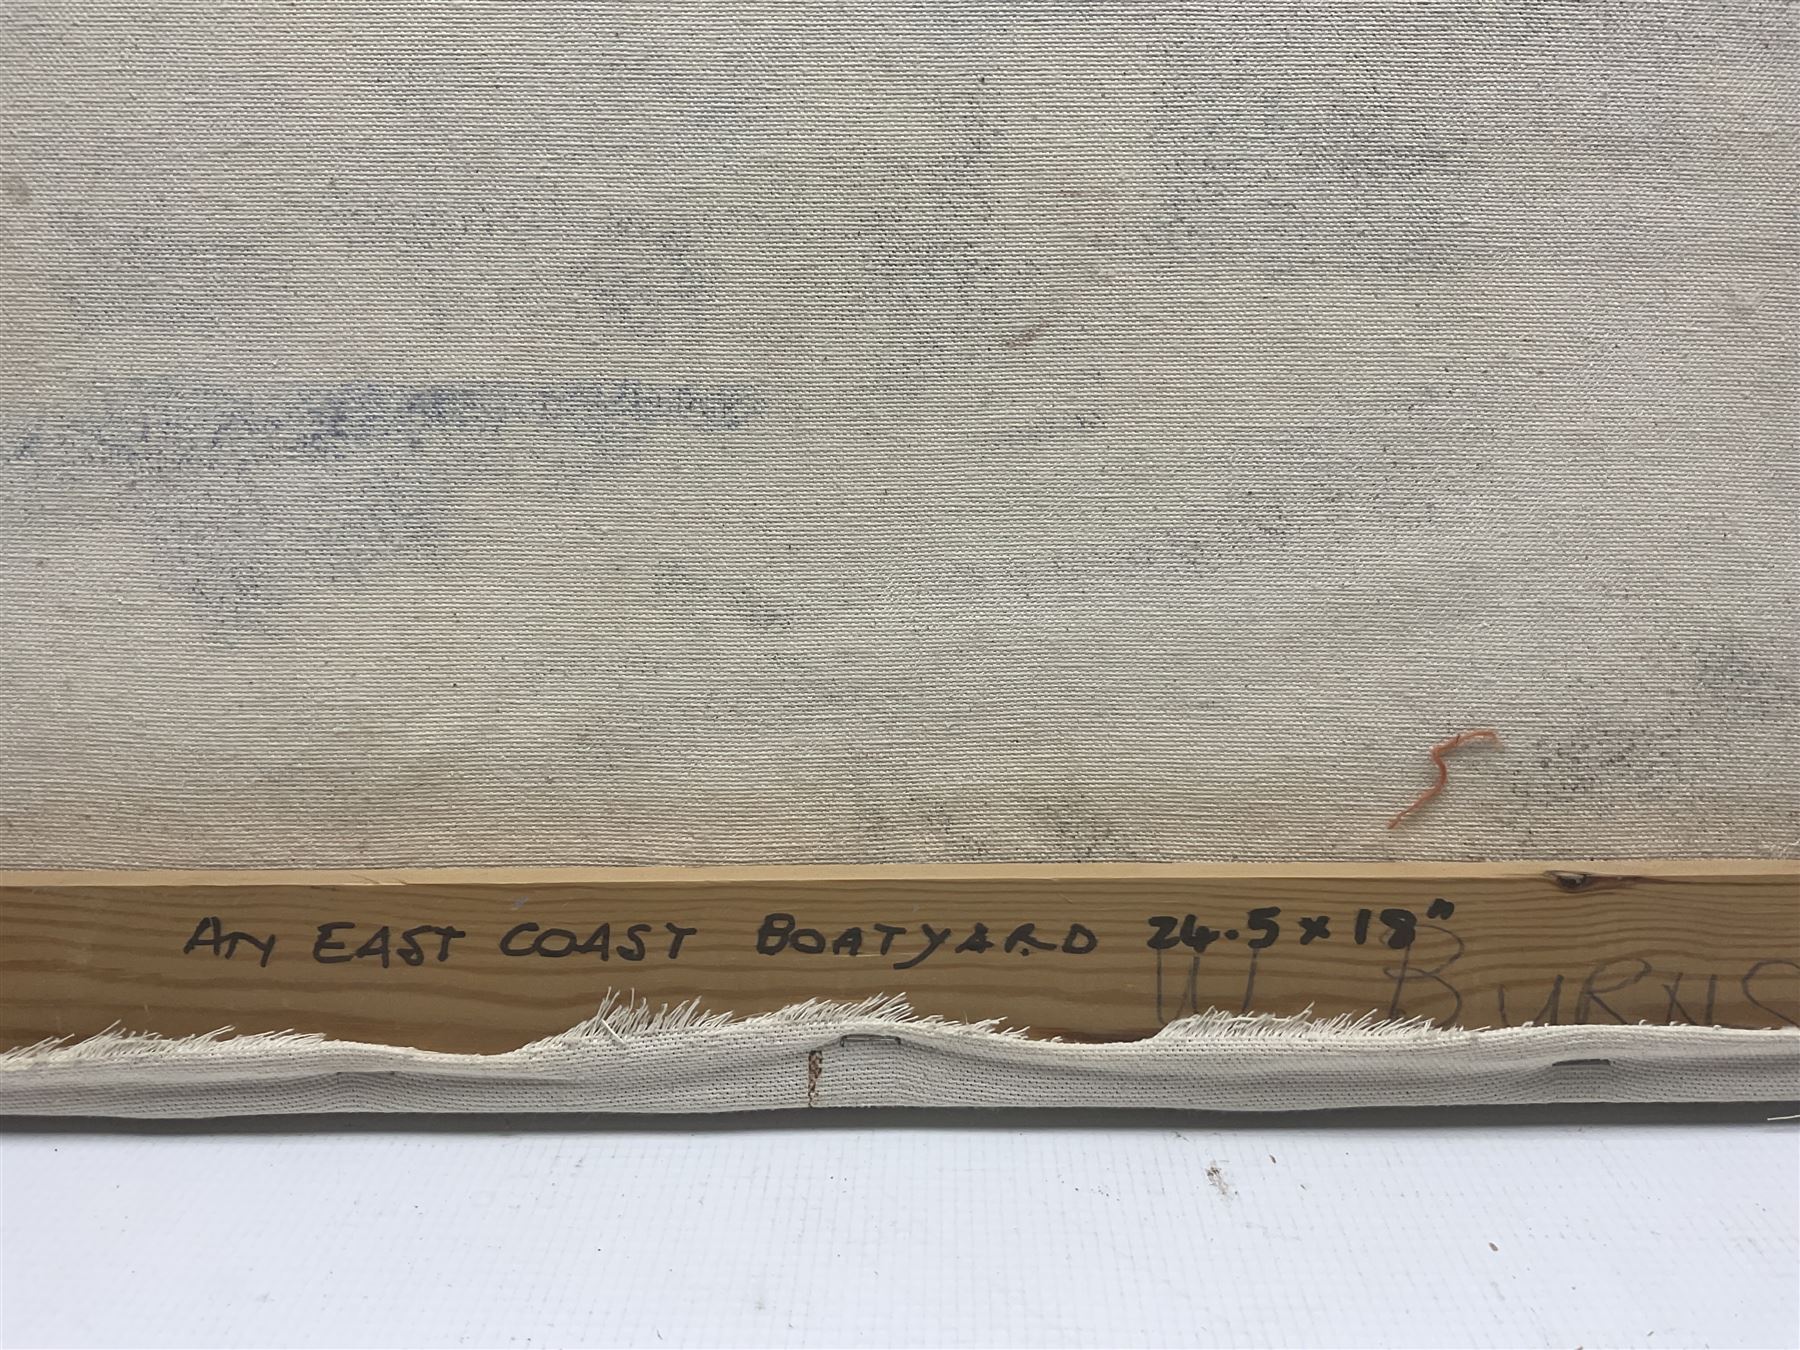 An EAST COAST BOATYARD 24.5 x 18"
W BURNS